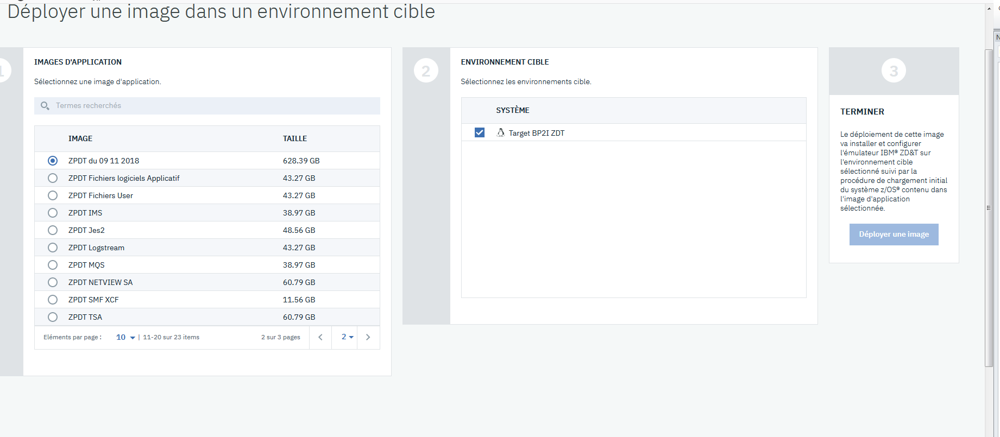 Déployer une image dans un environnement cible
1
IMAGES D'APPLICATION
Sélectionnez une image d'application.
Termes recherchés
IMAGE TAILLE
ZPDT du 09 11 2018 628.39 GB
ZPDT Fichiers logiciels Applicatif 43.27 GB
ZPDT Fichiers User 43.27 GB
ZPDT IMS 38.97 GB
ZPDT Jes2 48.56 GB
ZPDT Logstream 43.27 GB
ZPDT MQS 38.97 GB
ZPDT NETVIEW SA 60.79 GB
ZPDT SMF XCF 11.56 GB
ZPDT TSA 60.79 GB
Eléments par page : 10 | 11-20 sur 23 items 2 sur 3 pages 2
2
ENVIRONNEMENT CIBLE
Sélectionnez les environnements cible.
SYSTÈME
Target BP2I ZDT
3
TERMINER
Le déploiement de cette image
va installer et configurer
l'émulateur IBM® ZD&T sur
l'environnement cible
sélectionné suivi par la
procédure de chargement initial
du système z/OS® contenu dans
l'image d'application
sélectionnée.
Déployer une image